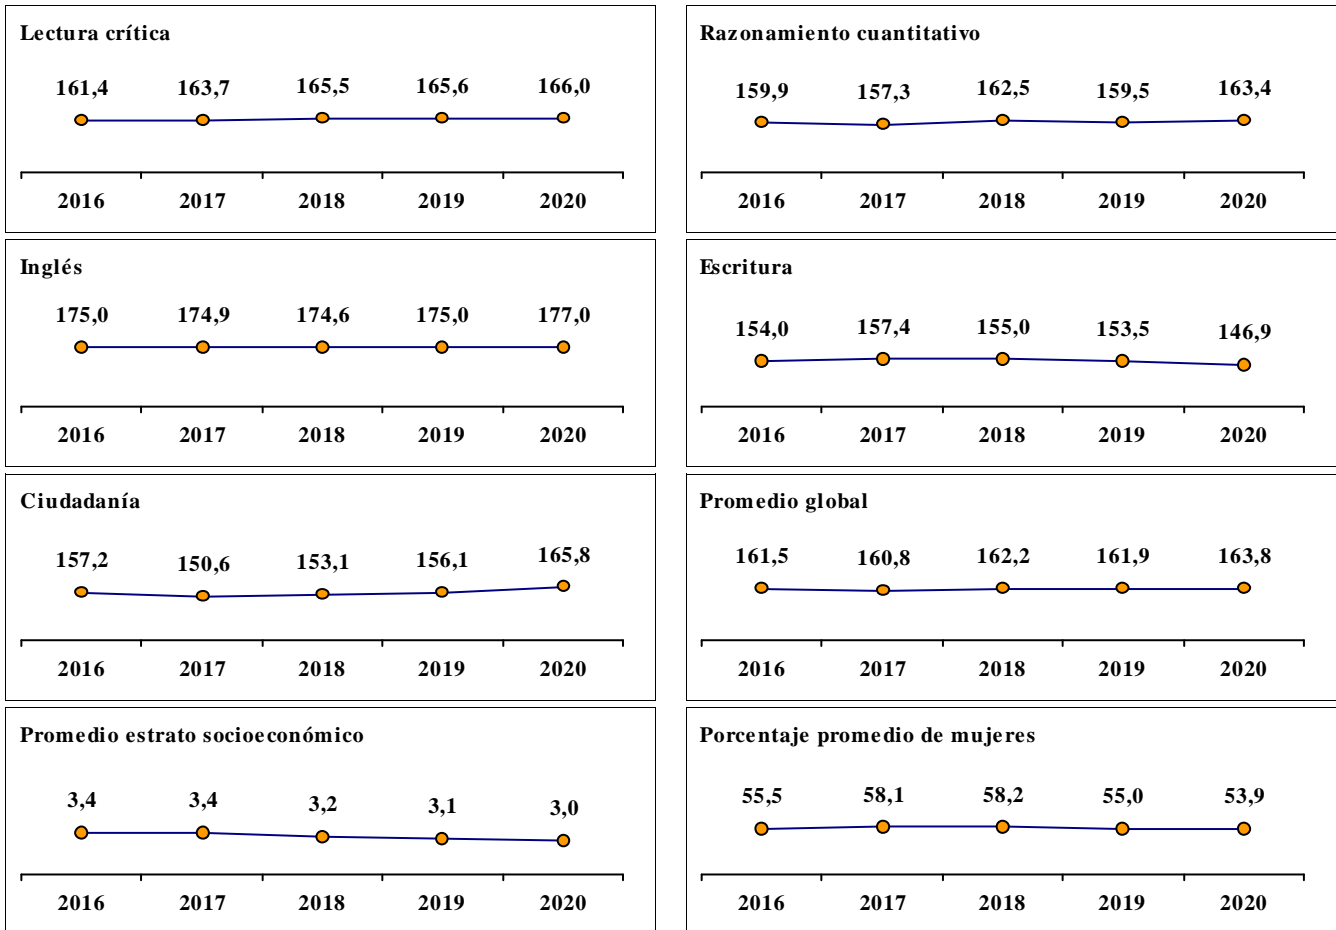 Lectura crítica
161,4 163,7 165,5 165,6 166,0
2016 2017 2018 2019 2020
Razonamiento cuantitativo
159,9 157,3 162,5 159,5 163,4
2016 2017 2018 2019 2020
Inglés
175,0 174,9 174,6 175,0 177,0
2016 2017 2018 2019 2020
Escritura
154,0 157,4 155,0 153,5 146,9
2016 2017 2018 2019 2020
Ciudadanía
157,2 150,6 153,1 156,1 165,8
2016 2017 2018 2019 2020
Promedio global
161,5 160,8 162,2 161,9 163,8
2016 2017 2018 2019 2020
Promedio estrato socioeconómico
3,4 3,4 3,2 3,1 3,0
2016 2017 2018 2019 2020
Porcentaje promedio de mujeres
55,5 58,1 58,2 55,0 53,9
2016 2017 2018 2019 2020